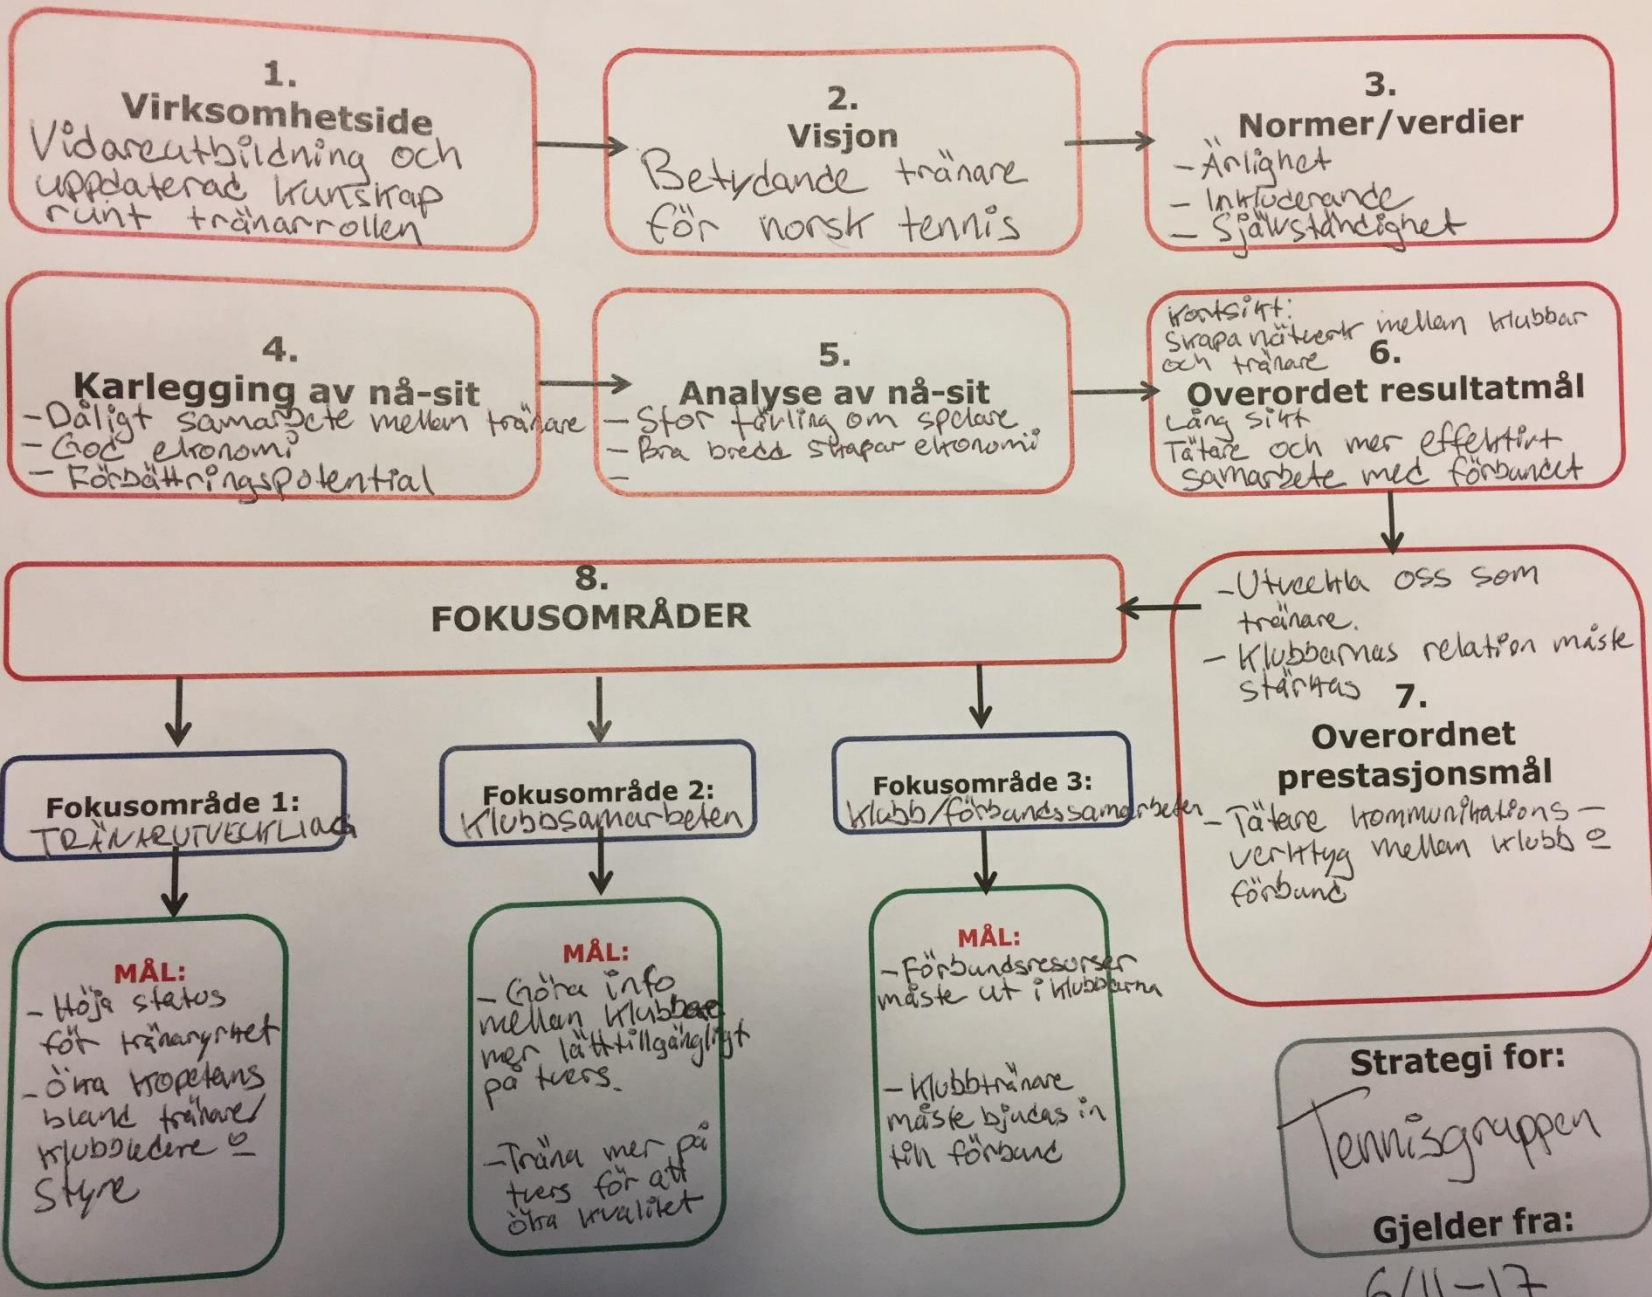 1.
Virksomhetside
Vidareutbildning och
uppdaterad kunskap
runt tränarrollen
2.
Visjon
Betydande tränare
för norsk tennis
3.
Normer/verdier
- Ärlighet
- Inkluderande
- Självständighet
4.
Karlegging av nå-sit
- Dåligt samarbete mellan tränare
- God ekonomi
- Förbättringspotential
5.
Analyse av nå-sit
- Stor tävling om spelare
- Bra bredd skapar ekonomi
-
Kortsikt:
Skapa nätverk mellan klubbar
och tränare
6.
Overordet resultatmål
Lång sikt
Tätare och mer effektivt
samarbete med förbundet
- Utveckla oss som
tränare.
- Klubbarnas relation måste
stärkas
7.
Overordnet
prestasjonsmål
- Tätare kommunikations-
verktyg mellan klubb o
förbund
8.
FOKUSOMRÅDER
Fokusområde 1:
TRÄNARUTVECKLING
Fokusområde 2:
Klubbsamarbeten
Fokusområde 3:
Klubb/förbundssamarbeten
MÅL:
- Höja status
för tränaryrket
- Öka kopetans
bland tränare/
klubbledere o
Styre
MÅL:
- Göra info
mellan klubbar
mer lättillgängligt
på tvers.
- Träna mer på
tvers för att
öka kvalitet
MÅL:
- Förbundsresurser
måste ut i klubbarna
- Klubbtränare
måste bjudas in
till förbund
Strategi for:
Tennisgruppen
Gjelder fra:
6/11-17